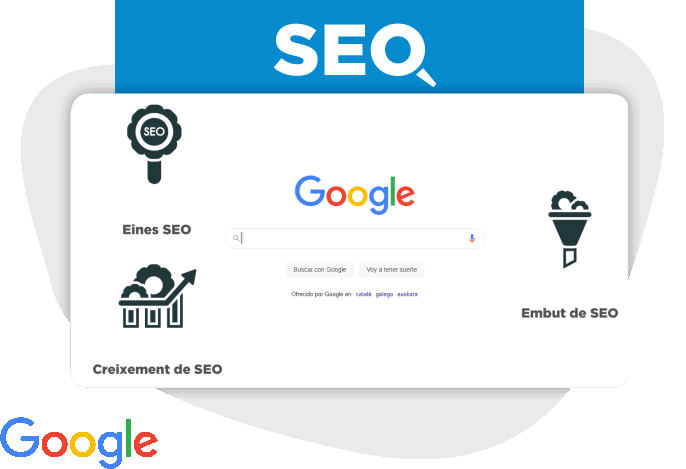 SEO
SEO
Eines SEO
Google
Buscar con Google
Voy a tener suerte
Ofrecido por Google en: català galego euskara
Embut de SEO
Creixement de SEO
Google